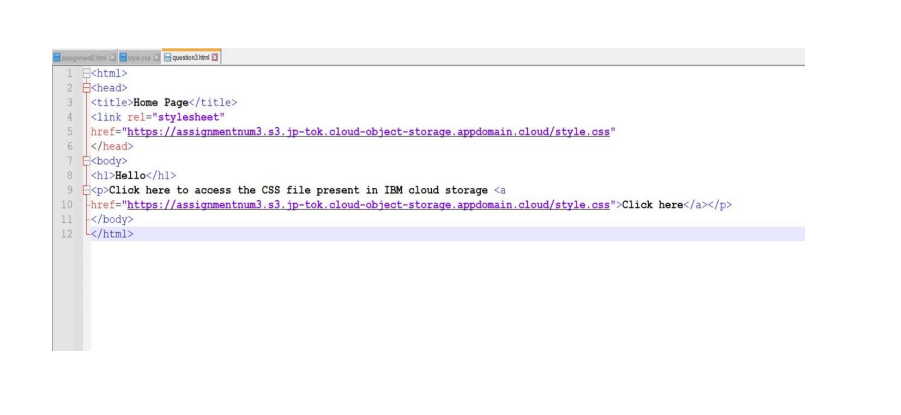 assignment2.html style.css question3.html
1 <html>
2 <head>
3 <title>Home Page</title>
4 <link rel="stylesheet"
5 href="https://assignmentnum3.s3.jp-tok.cloud-object-storage.appdomain.cloud/style.css"
6 </head>
7 <body>
8 <h1>Hello</h1>
9 <p>Click here to access the CSS file present in IBM cloud storage <a
10 href="https://assignmentnum3.s3.jp-tok.cloud-object-storage.appdomain.cloud/style.css">Click here</a></p>
11 </body>
12 </html>